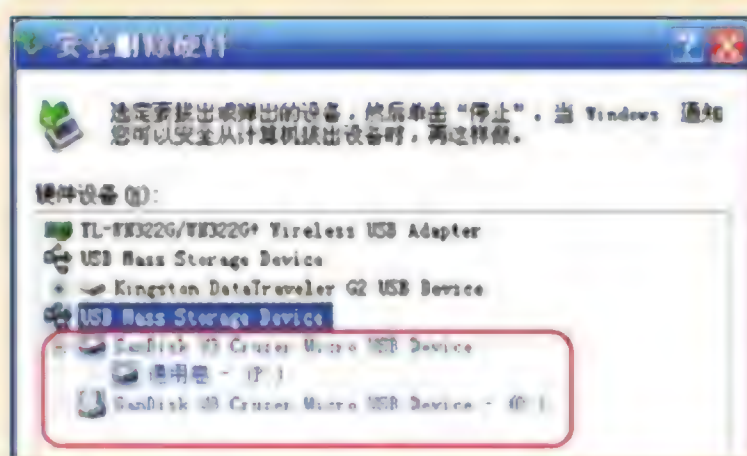 安全删除硬件
选定要拔出或弹出的设备，然后单击“停止”。当 Windows 通知
您可以安全从计算机拔出设备时，再这样做。
硬件设备(H):
TL-WN322G/WN322G+ Wireless USB Adapter
USB Mass Storage Device
Kingston DataTraveler G2 USB Device
USB Mass Storage Device
SanDisk U3 Cruzer Micro USB Device
通用卷 -
SanDisk U3 Cruzer Micro USB Device -